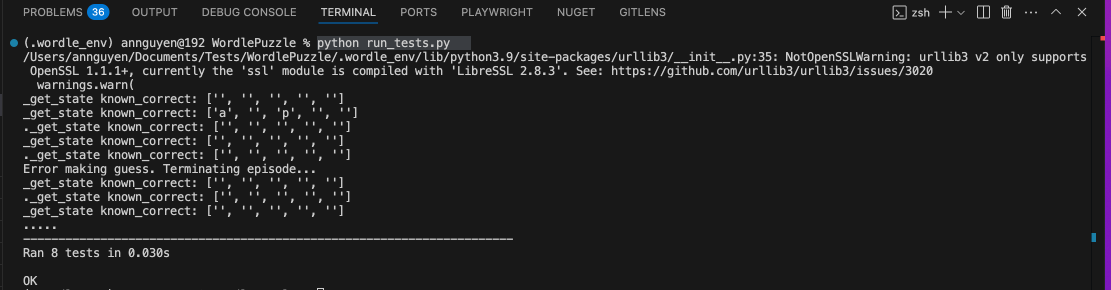 PROBLEMS 36 OUTPUT DEBUG CONSOLE TERMINAL PORTS PLAYWRIGHT NUGET GITLENS zsh
(.wordle_env) annguyen@192 WordlePuzzle % python run_tests.py
/Users/annguyen/Documents/Tests/WordlePuzzle/.wordle_env/lib/python3.9/site-packages/urllib3/__init__.py:35: NotOpenSSLWarning: urllib3 v2 only supports
OpenSSL 1.1.1+, currently the 'ssl' module is compiled with 'LibreSSL 2.8.3'. See: https://github.com/urllib3/urllib3/issues/3020
warnings.warn(
_get_state known_correct: ['', '', '', '', '']
_get_state known_correct: ['a', '', 'p', '', '']
._get_state known_correct: ['', '', '', '', '']
_get_state known_correct: ['', '', '', '', '']
._get_state known_correct: ['', '', '', '', '']
Error making guess. Terminating episode...
_get_state known_correct: ['', '', '', '', '']
._get_state known_correct: ['', '', '', '', '']
_get_state known_correct: ['', '', '', '', '']
.....
----------------------------------------------------------------------
Ran 8 tests in 0.030s
OK